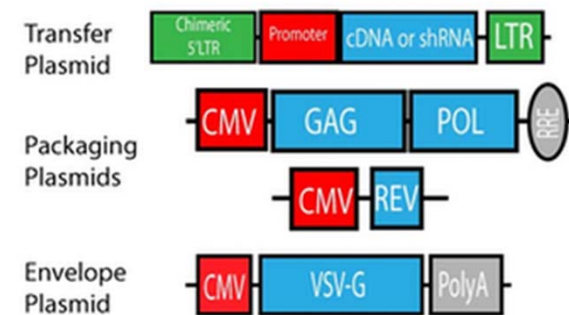 Transfer
Plasmid
Chimeric
5'LTR
Promoter
cDNA or shRNA
LTR
Packaging
Plasmids
CMV
GAG
POL
RRE
CMV
REV
Envelope
Plasmid
CMV
VSV-G
PolyA